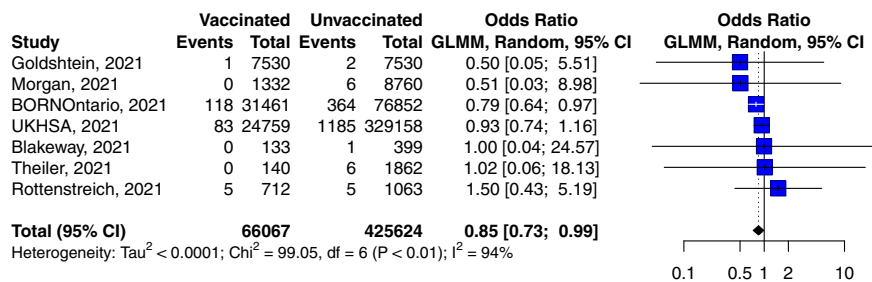 Vaccinated Unvaccinated Odds Ratio Odds Ratio
Study Events Total Events Total GLMM, Random, 95% CI GLMM, Random, 95% CI
Goldshtein, 2021 1 7530 2 7530 0.50 [0.05; 5.51]
Morgan, 2021 0 1332 6 8760 0.51 [0.03; 8.98]
BORNOntario, 2021 118 31461 364 76852 0.79 [0.64; 0.97]
UKHSA, 2021 83 24759 1185 329158 0.93 [0.74; 1.16]
Blakeway, 2021 0 133 1 399 1.00 [0.04; 24.57]
Theiler, 2021 0 140 6 1862 1.02 [0.06; 18.13]
Rottenstreich, 2021 5 712 5 1063 1.50 [0.43; 5.19]
Total (95% CI) 66067 425624 0.85 [0.73; 0.99]
Heterogeneity: Tau² < 0.0001; Chi² = 99.05, df = 6 (P < 0.01); I² = 94%
0.1 0.5 1 2 10